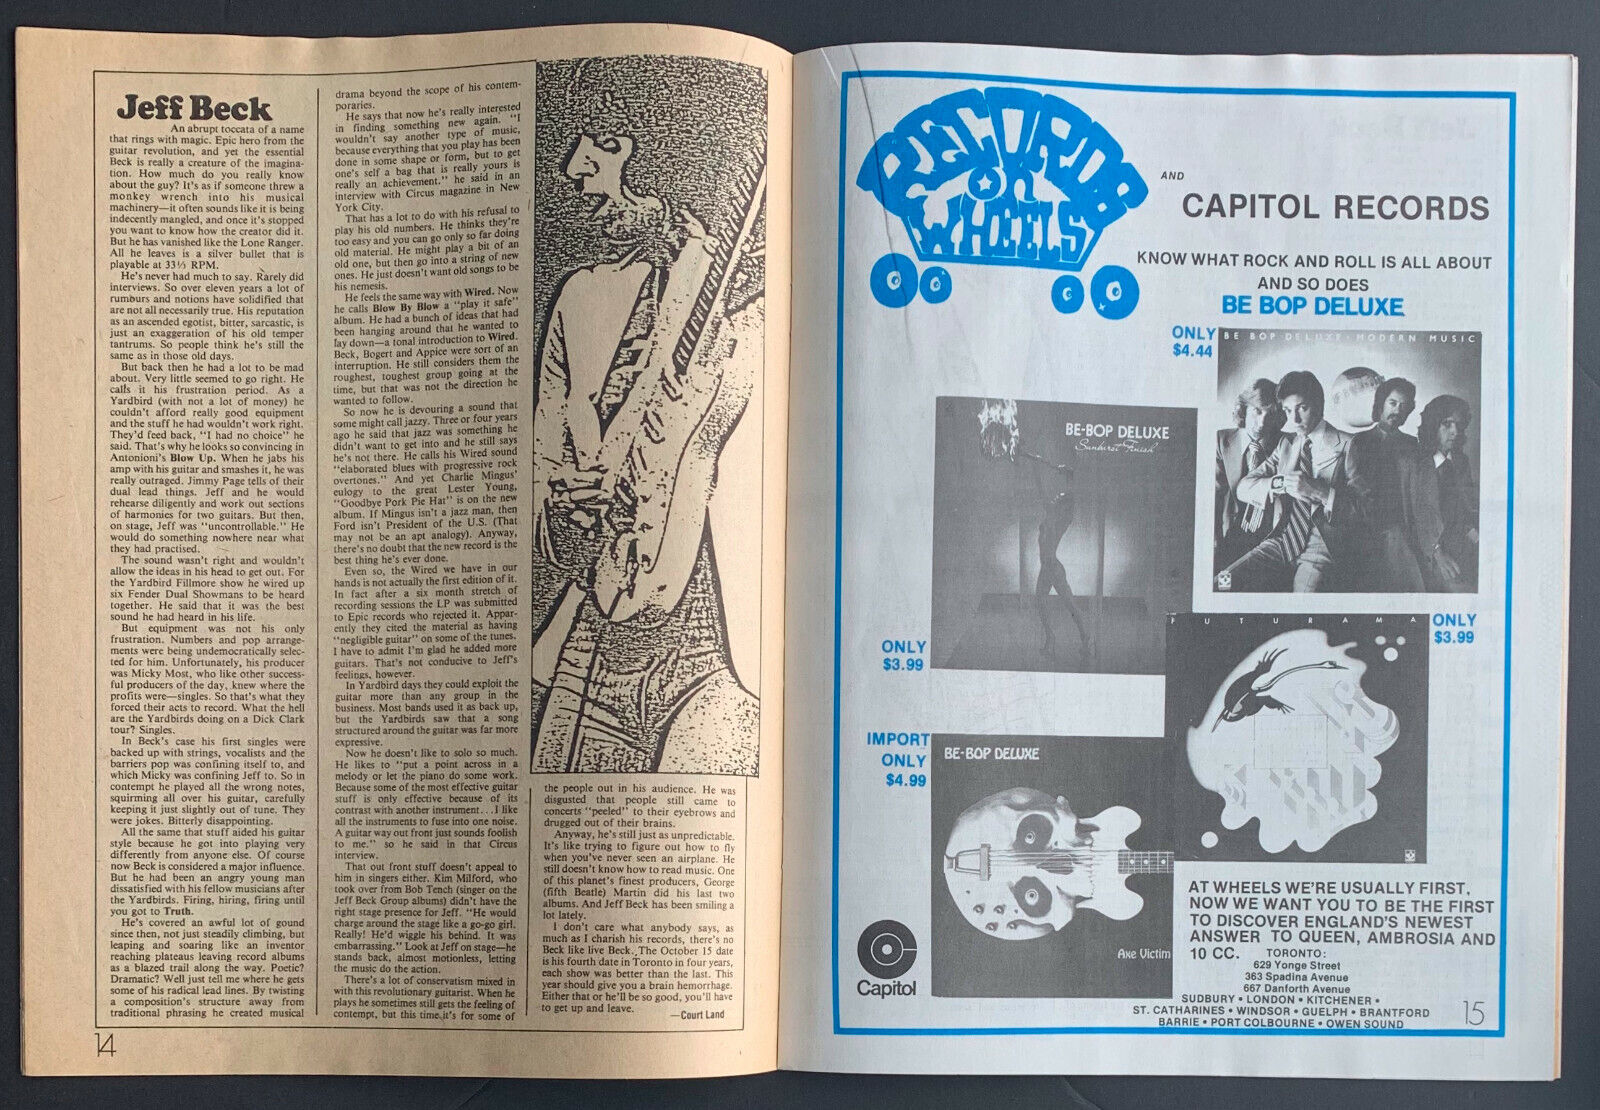 Jeff Beck
An abrupt toccata of a name
that rings with magic. Epic hero from the
guitar revolution, and yet the essential
Beck is really a creature of the imagina-
tion. How much do you really know
about the guy? It's as if someone threw a
monkey wrench into his musical
machinery—it often sounds like it is being
indecently mangled, and once it's stopped
you want to know how the creator did it.
But he has vanished like the Lone Ranger.
All he leaves is a silver bullet that is
playable at 33⅓ RPM.
He's never had much to say. Rarely did
interviews. So over eleven years a lot of
rumburs and notions have solidified that
are not all necessarily true. His reputation
as an ascended egotist, bitter, sarcastic, is
just an exaggeration of his old temper
tantrums. So people think he's still the
same as in those old days.
But back then he had a lot to be mad
about. Very little seemed to go right. He
calls it his frustration period. As a
Yardbird (with not a lot of money) he
couldn't afford really good equipment
and the stuff he had wouldn't work right.
They'd feed back, "I had no choice" he
said. That's why he looks so convincing in
Antonioni's Blow Up. When he jabs his
amp with his guitar and smashes it, he was
really outraged. Jimmy Page tells of their
dual lead things. Jeff and he would
rehearse diligently and work out sections
of harmonies for two guitars. But then,
on stage, Jeff was "uncontrollable." He
would do something nowhere near what
they had practised.
The sound wasn't right and wouldn't
allow the ideas in his head to get out. For
the Yardbird Fillmore show he wired up
six Fender Dual Showmans to be heard
together. He said that it was the best
sound he had heard in his life.
But equipment was not his only
frustration. Numbers and pop arrange-
ments were being undemocratically selec-
ted for him. Unfortunately, his producer
was Micky Most, who like other success-
ful producers of the day, knew where the
profits were—singles. So that's what they
forced their acts to record. What the hell
are the Yardbirds doing on a Dick Clark
tour? Singles.
In Beck's case his first singles were
backed up with strings, vocalists and the
barriers pop was confining itself to, and
which Micky was confining Jeff to. So in
contempt he played all the wrong notes,
squirming all over his guitar, carefully
keeping it just slightly out of tune. They
were jokes. Bitterly disappointing.
All the same that stuff aided his guitar
style because he got into playing very
differently from anyone else. Of course
now Beck is considered a major influence.
But he had been an angry young man
dissatisfied with his fellow musicians after
the Yardbirds. Firing, hiring, firing until
you got to Truth.
He's covered an awful lot of gound
since then, not just steadily climbing, but
leaping and soaring like an inventor
reaching plateaus leaving record albums
as a blazed trail along the way. Poetic?
Dramatic? Well just tell me where he gets
some of his radical lead lines. By twisting
a composition's structure away from
traditional phrasing he created musical
drama beyond the scope of his contem-
poraries.
He says that now he's really interested
in finding something new again. "I
wouldn't say another type of music,
because everything that you play has been
done in some shape or form, but to get
one's self a bag that is really yours is
really an achievement." he said in an
interview with Circus magazine in New
York City.
That has a lot to do with his refusal to
play his old numbers. He thinks they're
too easy and you can go only so far doing
old material. He might play a bit of an
old one, but then go into a string of new
ones. He just doesn't want old songs to be
his nemesis.
He feels the same way with Wired. Now
he calls Blow By Blow a "play it safe"
album. He had a bunch of ideas that had
been hanging around that he wanted to
lay down—a tonal introduction to Wired.
Beck, Bogert and Appice were sort of an
interruption. He still considers them the
roughest, toughest group going at the
time, but that was not the direction he
wanted to follow.
So now he is devouring a sound that
some might call jazzy. Three or four years
ago he said that jazz was something he
didn't want to get into and he still says
he's not there. He calls his Wired sound
"elaborated blues with progressive rock
overtones." And yet Charlie Mingus'
eulogy to the great Lester Young,
"Goodbye Pork Pie Hat" is on the new
album. If Mingus isn't a jazz man, then
Ford isn't President of the U.S. (That
may not be an apt analogy). Anyway,
there's no doubt that the new record is the
best thing he's ever done.
Even so, the Wired we have in our
hands is not actually the first edition of it.
In fact after a six month stretch of
recording sessions the LP was submitted
to Epic records who rejected it. Appar-
ently they cited the material as having
"negligible guitar" on some of the tunes.
I have to admit I'm glad he added more
guitars. That's not conducive to Jeff's
feelings, however.
In Yardbird days they could exploit the
guitar more than any group in the
business. Most bands used it as back up,
but the Yardbirds saw that a song
structured around the guitar was far more
expressive.
Now he doesn't like to solo so much.
He likes to "put a point across in a
melody or let the piano do some work.
Because some of the most effective guitar
stuff is only effective because of its
contrast with another instrument . . . I like
all the instruments to fuse into one noise.
A guitar way out front just sounds foolish
to me." so he said in that Circus
interview.
That out front stuff doesn't appeal to
him in singers either. Kim Milford, who
took over from Bob Tench (singer on the
Jeff Beck Group albums) didn't have the
right stage presence for Jeff. "He would
charge around the stage like a go-go girl.
Really! He'd wiggle his behind. It was
embarrassing." Look at Jeff on stage—he
stands back, almost motionless, letting
the music do the action.
There's a lot of conservatism mixed in
with this revolutionary guitarist. When he
plays he sometimes still gets the feeling of
contempt, but this time it's for some of
the people out in his audience. He was
disgusted that people still came to
concerts "peeled" to their eyebrows and
drugged out of their brains.
Anyway, he's still just as unpredictable.
It's like trying to figure out how to fly
when you've never seen an airplane. He
still doesn't know how to read music. One
of this planet's finest producers, George
(fifth Beatle) Martin did his last two
albums. And Jeff Beck has been smiling a
lot lately.
I don't care what anybody says, as
much as I charish his records, there's no
Beck like live Beck. The October 15 date
is his fourth date in Toronto in four years,
each show was better than the last. This
year should give you a brain hemorrhage.
Either that or he'll be so good, you'll have
to get up and leave.
—Court Land
14
RECORDS
ON
WHEELS
AND
CAPITOL RECORDS
KNOW WHAT ROCK AND ROLL IS ALL ABOUT
AND SO DOES
BE BOP DELUXE
ONLY
$4.44
BE BOP DELUXE · MODERN MUSIC
BE-BOP DELUXE
Sunburst Finish
ONLY
$3.99
ONLY
$3.99
FUTURAMA
IMPORT
ONLY
$4.99
BE-BOP DELUXE
Axe Victim
Capitol
AT WHEELS WE'RE USUALLY FIRST,
NOW WE WANT YOU TO BE THE FIRST
TO DISCOVER ENGLAND'S NEWEST
ANSWER TO QUEEN, AMBROSIA AND
10 CC.
TORONTO:
629 Yonge Street
363 Spadina Avenue
667 Danforth Avenue
SUDBURY • LONDON • KITCHENER •
ST. CATHARINES • WINDSOR • GUELPH • BRANTFORD
BARRIE • PORT COLBOURNE • OWEN SOUND
15